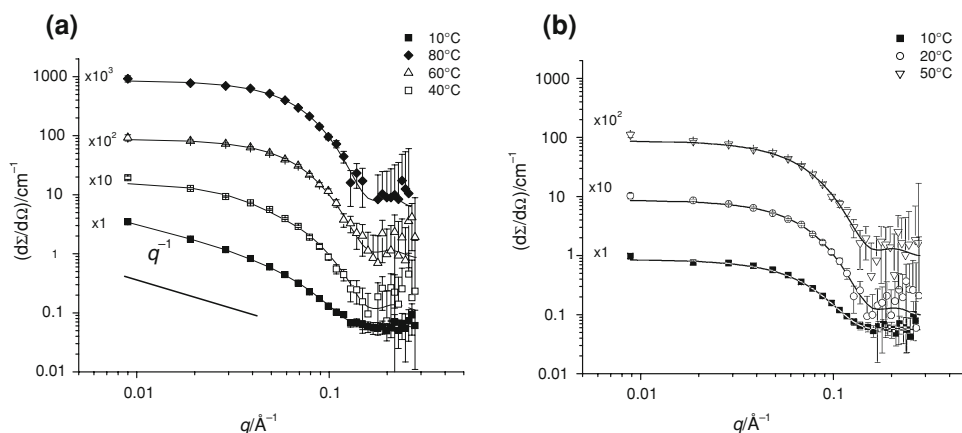 (a)
10°C
80°C
60°C
40°C
1000
100
10
1
0.1
0.01
(dΣ/dΩ)/cm⁻¹
x10³
x10²
x10
x1
q⁻¹
0.01
0.1
q/Å⁻¹
(b)
10°C
20°C
50°C
1000
100
10
1
0.1
0.01
(dΣ/dΩ)/cm⁻¹
x10²
x10
x1
0.01
0.1
q/Å⁻¹